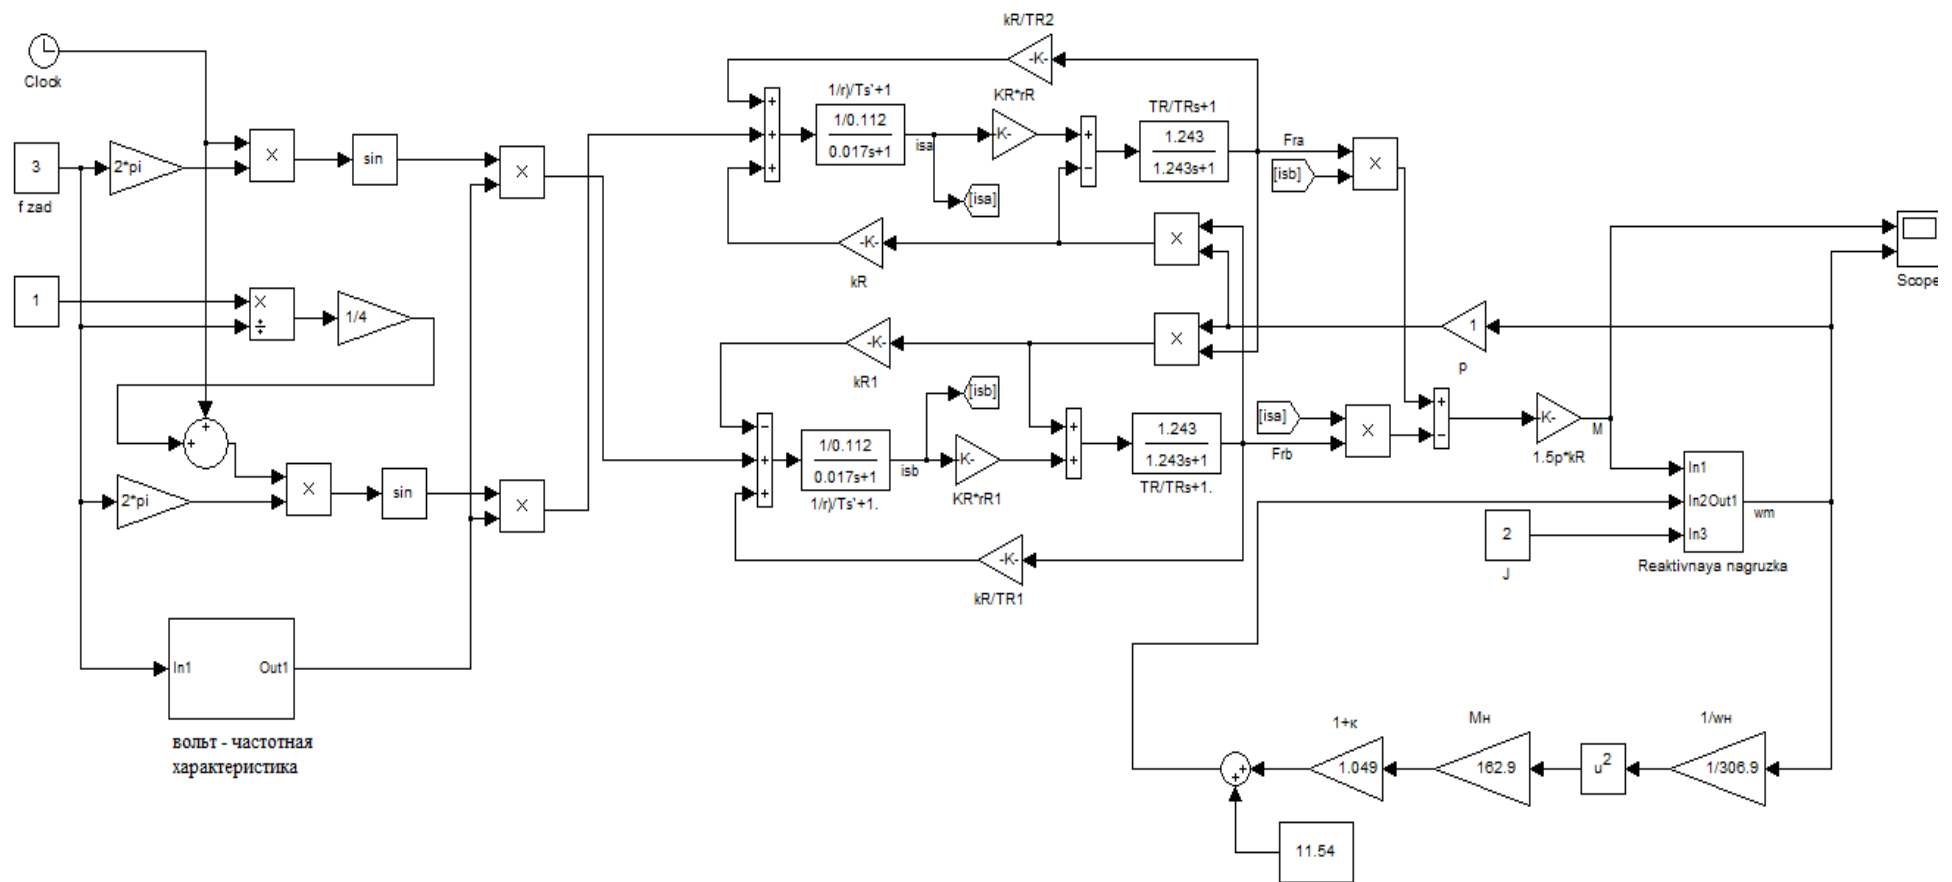 Clock
3
f zad
2*pi
×
sin
×
1
×
÷
1/4
+
+
2*pi
×
sin
×
In1
Out1
вольт - частотная
характеристика
kR/TR2
-K-
+
+
+
1/r)/Ts'+1
1/0.112
0.017s+1
isa
KR*rR
-K-
[isa]
+
−
TR/TRs+1
1.243
1.243s+1
Fra
[isb]
×
-K-
kR
×
-K-
kR1
×
1
p
−
+
+
1/0.112
0.017s+1
1/r)/Ts'+1.
isb
[isb]
K-
KR*rR1
+
+
1.243
1.243s+1
TR/TRs+1.
[isa]
Frb
×
+
−
K-
1.5p*kR
M
-K-
kR/TR1
Scope
In1
In2
In3
Out1
wm
Reaktivnaya nagruzka
2
J
1+к
1.049
Мн
162.9
u2
1/wн
1/306.9
+
+
11.54